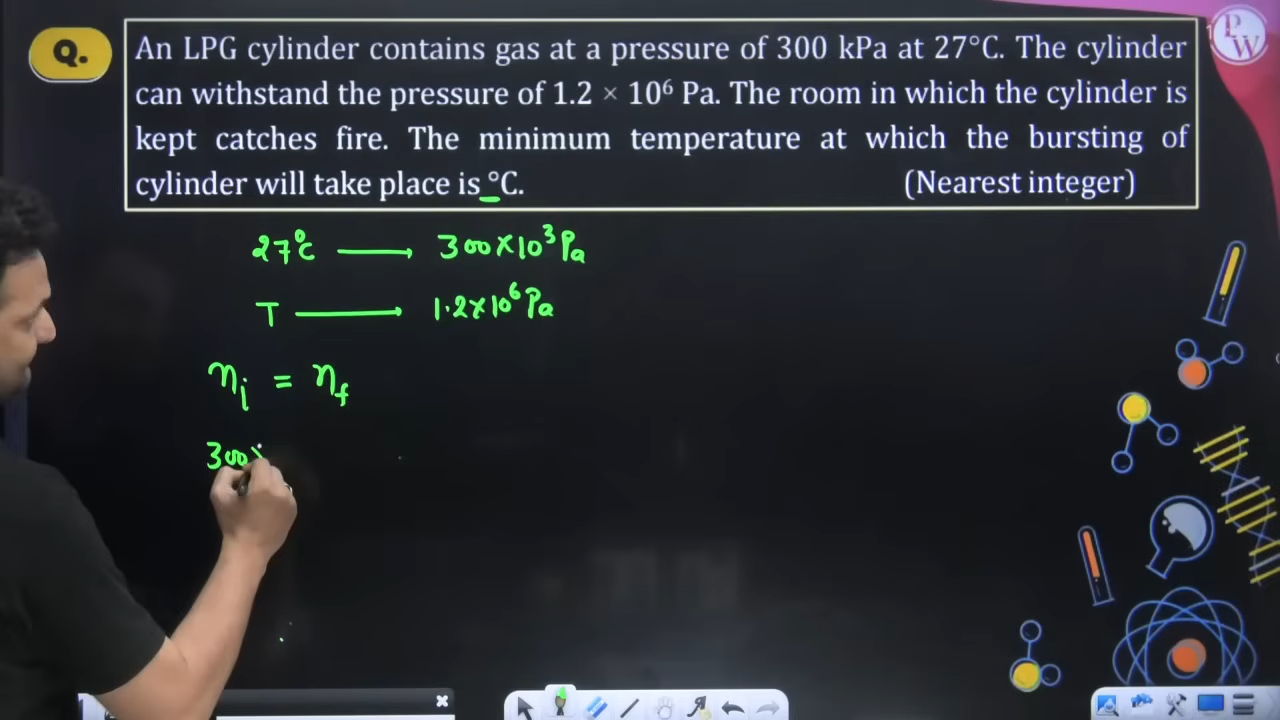 Q.
An LPG cylinder contains gas at a pressure of 300 kPa at 27°C. The cylinder
can withstand the pressure of 1.2 × 10⁶ Pa. The room in which the cylinder is
kept catches fire. The minimum temperature at which the bursting of
cylinder will take place is _°C. (Nearest integer)
27°C ⟶ 300×10³ Pa
T ⟶ 1.2×10⁶ Pa
n_i = n_f
300×
PW